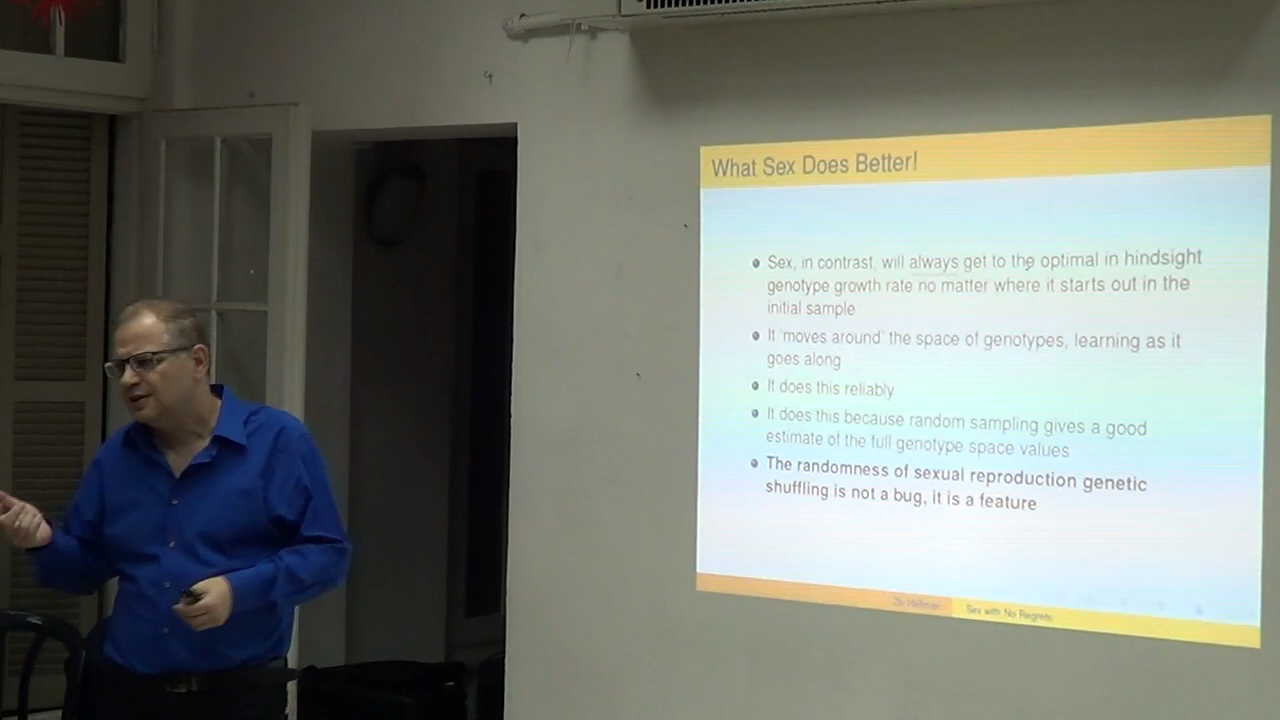 What Sex Does Better!
Sex, in contrast, will always get to the optimal in hindsight
genotype growth rate no matter where it starts out in the
initial sample
It 'moves around' the space of genotypes, learning as it
goes along
It does this reliably
It does this because random sampling gives a good
estimate of the full genotype space values
The randomness of sexual reproduction genetic
shuffling is not a bug, it is a feature
Sex with No Regrets